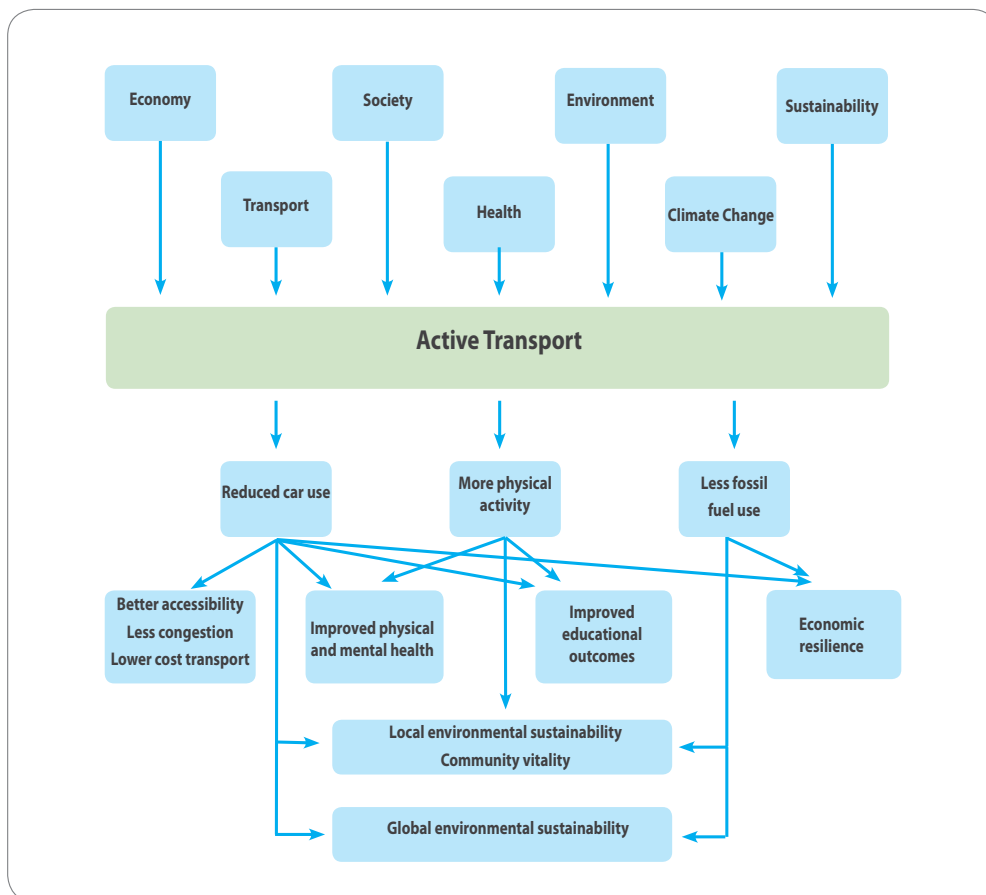 Economy
Society
Environment
Sustainability
Transport
Health
Climate Change
Active Transport
Reduced car use
More physical
activity
Less fossil
fuel use
Better accessibility
Less congestion
Lower cost transport
Improved physical
and mental health
Improved
educational
outcomes
Economic
resilience
Local environmental sustainability
Community vitality
Global environmental sustainability